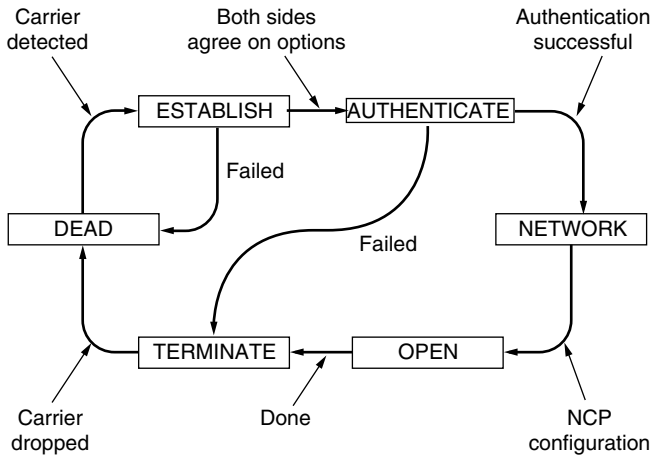 Carrier
detected
Both sides
agree on options
Authentication
successful
ESTABLISH
AUTHENTICATE
Failed
DEAD
NETWORK
Failed
TERMINATE
OPEN
Carrier
dropped
Done
NCP
configuration